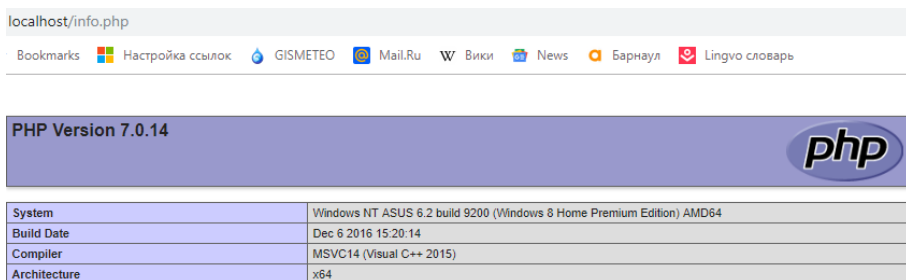 localhost/info.php
Bookmarks Настройка ссылок GISMETEO Mail.Ru W Вики News Барнаул Lingvo словарь
PHP Version 7.0.14
php
System Windows NT ASUS 6.2 build 9200 (Windows 8 Home Premium Edition) AMD64
Build Date Dec 6 2016 15:20:14
Compiler MSVC14 (Visual C++ 2015)
Architecture x64